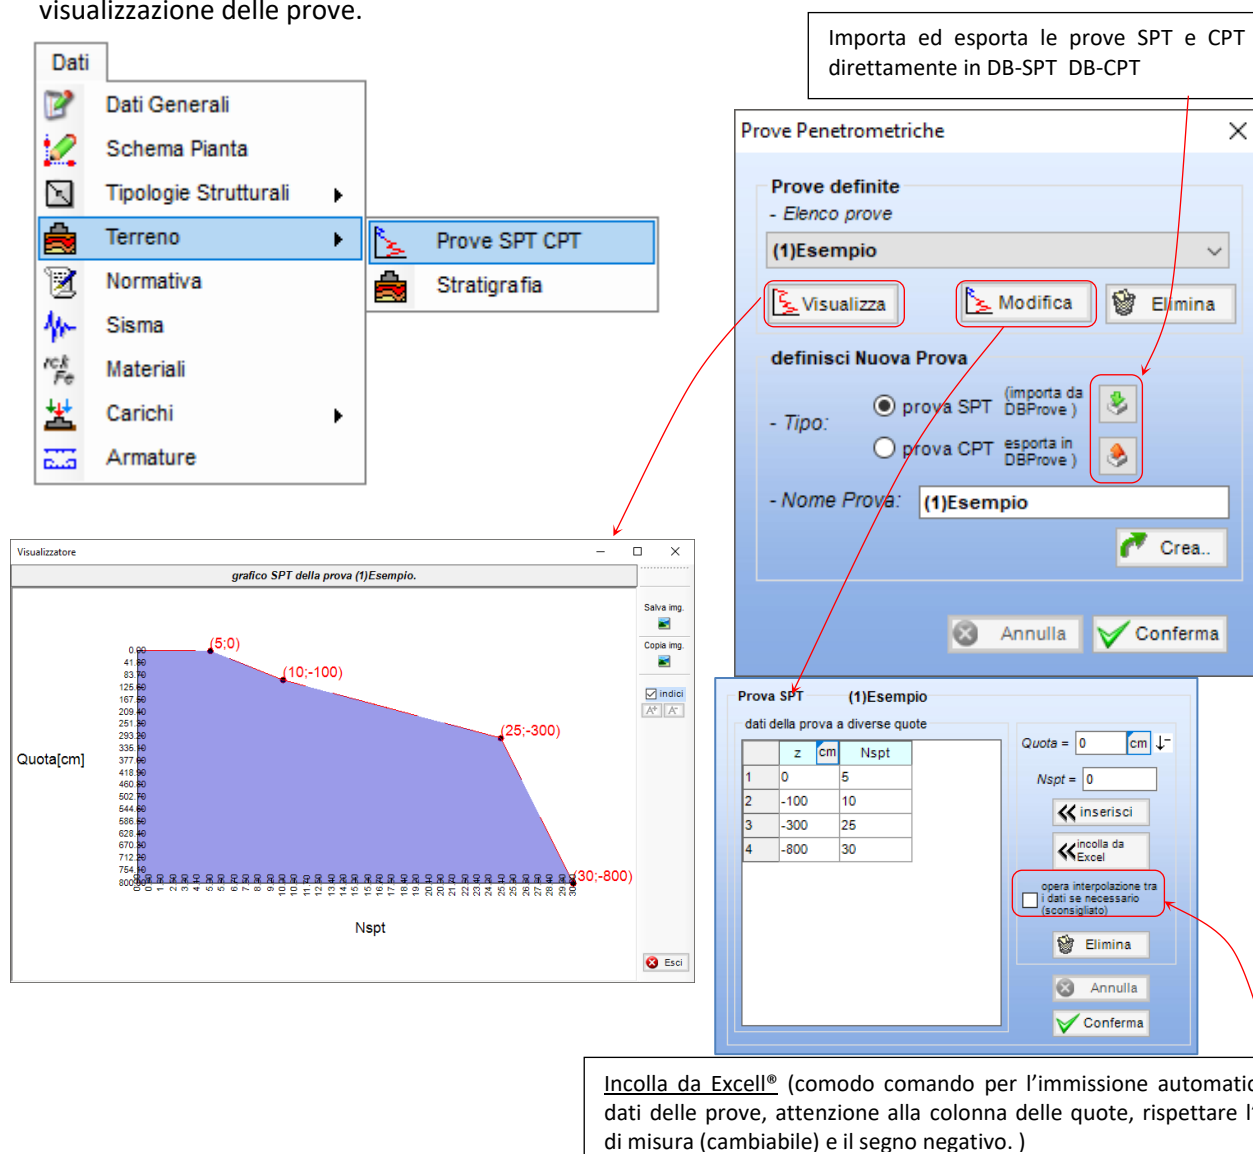 visualizzazione delle prove.
Importa ed esporta le prove SPT e CPT
direttamente in DB-SPT DB-CPT
Dati
Dati Generali
Schema Pianta
Tipologie Strutturali
Terreno
Normativa
Sisma
Materiali
Carichi
Armature
Prove SPT CPT
Stratigrafia
Prove Penetrometriche
Prove definite
- Elenco prove
(1)Esempio
Visualizza
Modifica
Elimina
definisci Nuova Prova
- Tipo:
prova SPT
(importa da
DBProve )
prova CPT
esporta in
DBProve )
- Nome Prova:
(1)Esempio
Crea..
Annulla
Conferma
Visualizzatore
grafico SPT della prova (1)Esempio.
Salva img.
Copia img.
indici
A+ A-
Esci
(5;0)
(10;-100)
(25;-300)
(30;-800)
Quota[cm]
Nspt
Prova SPT (1)Esempio
dati della prova a diverse quote
z cm Nspt
1 0 5
2 -100 10
3 -300 25
4 -800 30
Quota = 0 cm
Nspt = 0
inserisci
incolla da
Excel
opera interpolazione tra
i dati se necessario
(sconsigliato)
Elimina
Annulla
Conferma
Incolla da Excell® (comodo comando per l'immissione
dati delle prove, attenzione alla colonna delle quote, rispettare
di misura (cambiabile) e il segno negativo. )